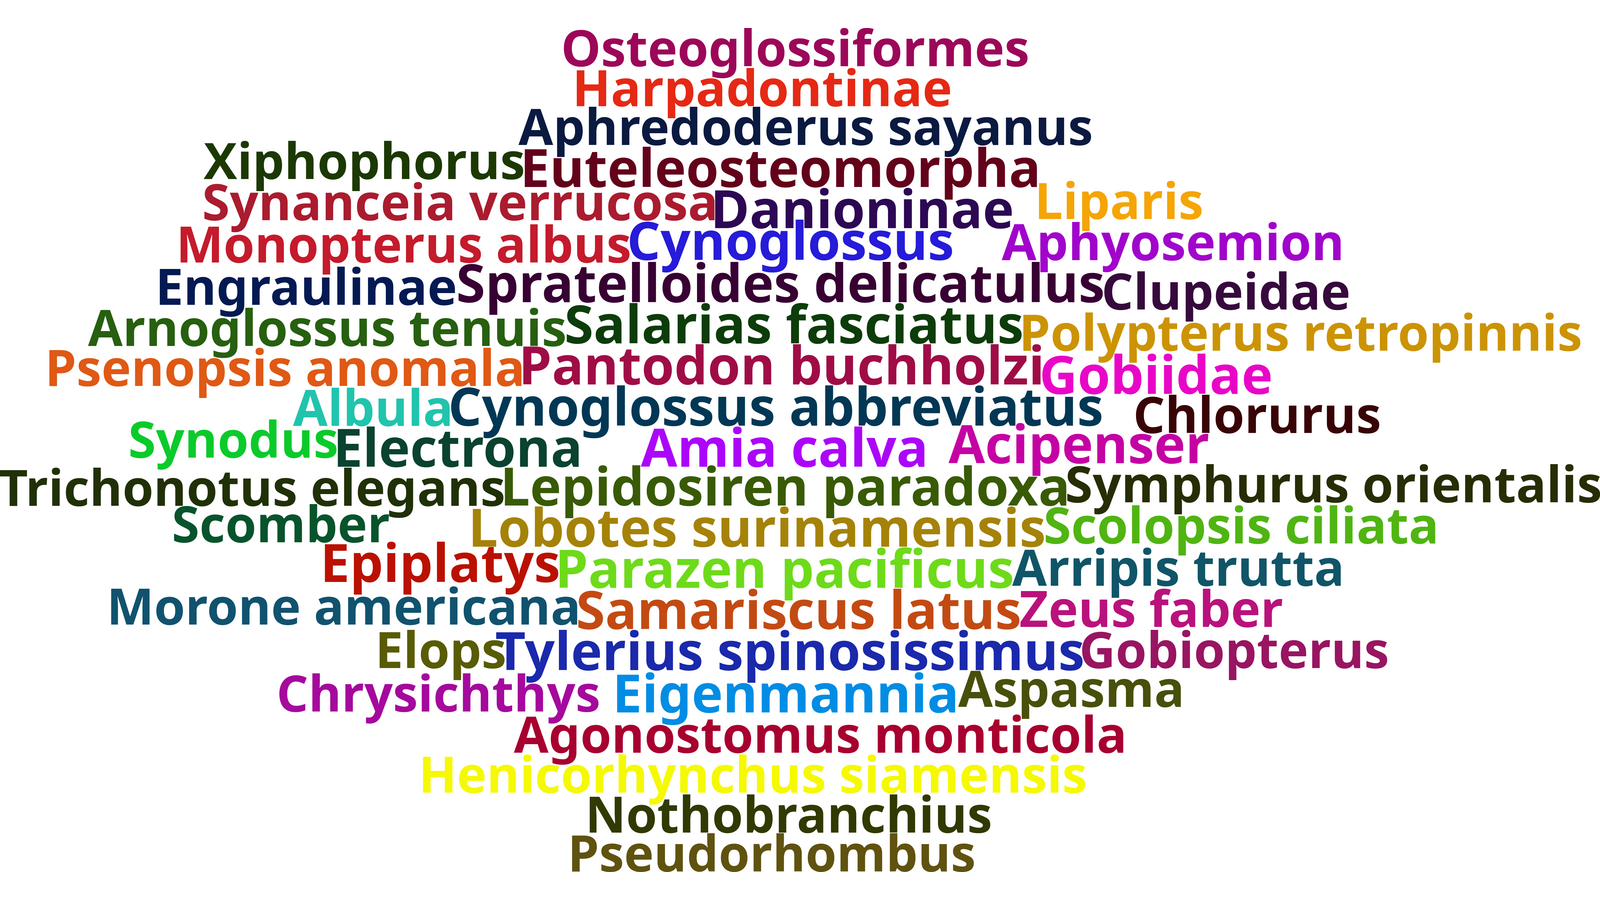 Osteoglossiformes
Harpadontinae
Aphredoderus sayanus
Xiphophorus Euteleosteomorpha
Synanceia verrucosa Danioninae Liparis
Monopterus albus Cynoglossus Aphyosemion
Engraulinae Spratelloides delicatulus Clupeidae
Arnoglossus tenuis Salarias fasciatus Polypterus retropinnis
Psenopsis anomala Pantodon buchholzi Gobiidae
Albula Cynoglossus abbreviatus Chlorurus
Synodus Electrona Amia calva Acipenser
Trichonotus elegans Lepidosiren paradoxa Symphurus orientalis
Scomber Lobotes surinamensis Scolopsis ciliata
Epiplatys Parazen pacificus Arripis trutta
Morone americana Samariscus latus Zeus faber
Elops Tylerius spinosissimus Gobiopterus
Chrysichthys Eigenmannia Aspasma
Agonostomus monticola
Henicorhynchus siamensis
Nothobranchius
Pseudorhombus